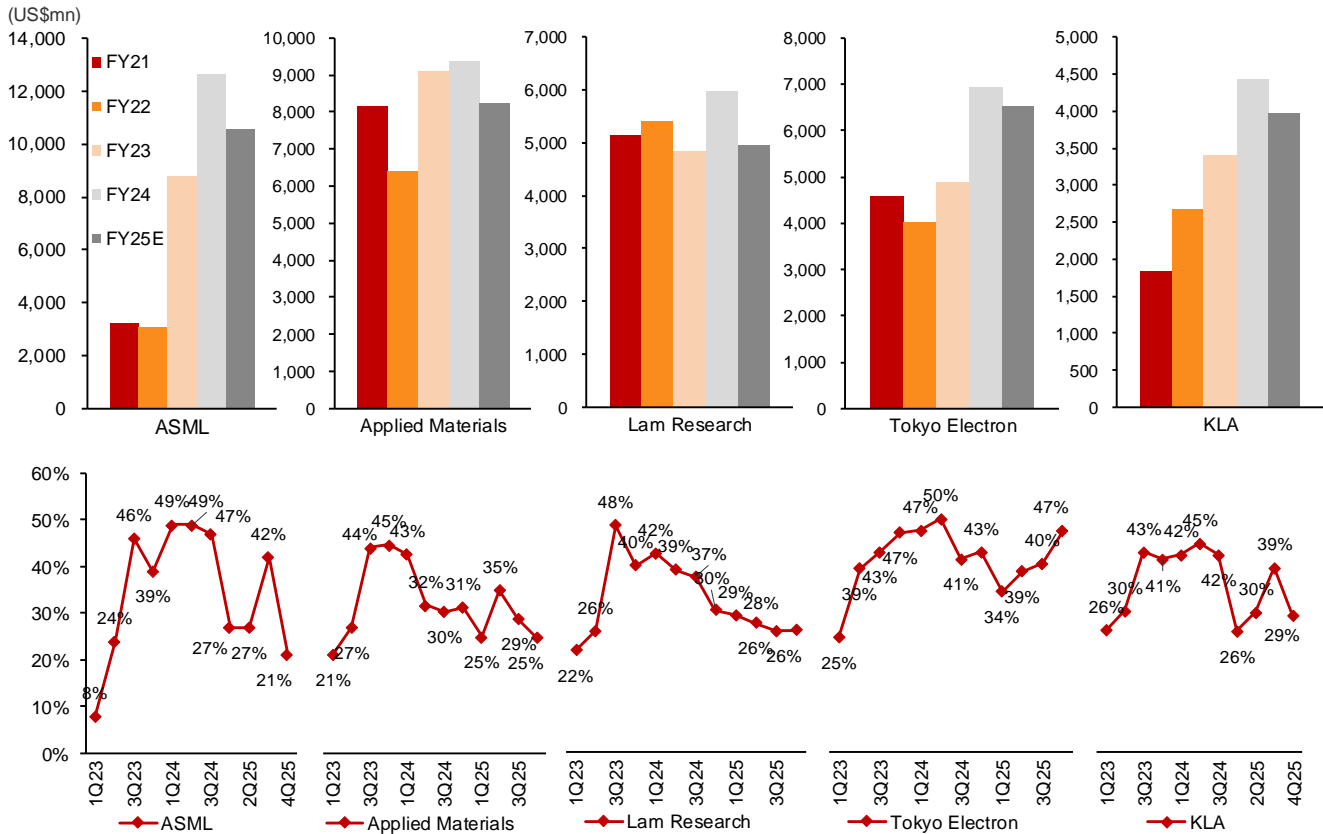 (US$mn)
14,000
12,000
10,000
8,000
6,000
4,000
2,000
0
FY21
FY22
FY23
FY24
FY25E
ASML
10,000
9,000
8,000
7,000
6,000
5,000
4,000
3,000
2,000
1,000
0
Applied Materials
7,000
6,000
5,000
4,000
3,000
2,000
1,000
0
Lam Research
8,000
7,000
6,000
5,000
4,000
3,000
2,000
1,000
0
Tokyo Electron
5,000
4,500
4,000
3,500
3,000
2,500
2,000
1,500
1,000
500
0
KLA
60%
50%
40%
30%
20%
10%
0%
8%
24%
46%
39%
49%
49%
47%
27%
27%
42%
21%
1Q23
3Q23
1Q24
3Q24
2Q25
4Q25
ASML
21%
27%
44%
45%
43%
32%
30%
31%
25%
35%
29%
25%
1Q23
3Q23
1Q24
3Q24
1Q25
3Q25
Applied Materials
22%
26%
48%
40%
42%
39%
37%
30%
29%
28%
26%
26%
1Q23
3Q23
1Q24
3Q24
1Q25
3Q25
Lam Research
25%
39%
43%
47%
47%
50%
41%
43%
34%
39%
40%
47%
1Q23
3Q23
1Q24
3Q24
1Q25
3Q25
Tokyo Electron
26%
30%
43%
41%
42%
45%
42%
26%
30%
39%
29%
1Q23
3Q23
1Q24
3Q24
2Q25
4Q25
KLA